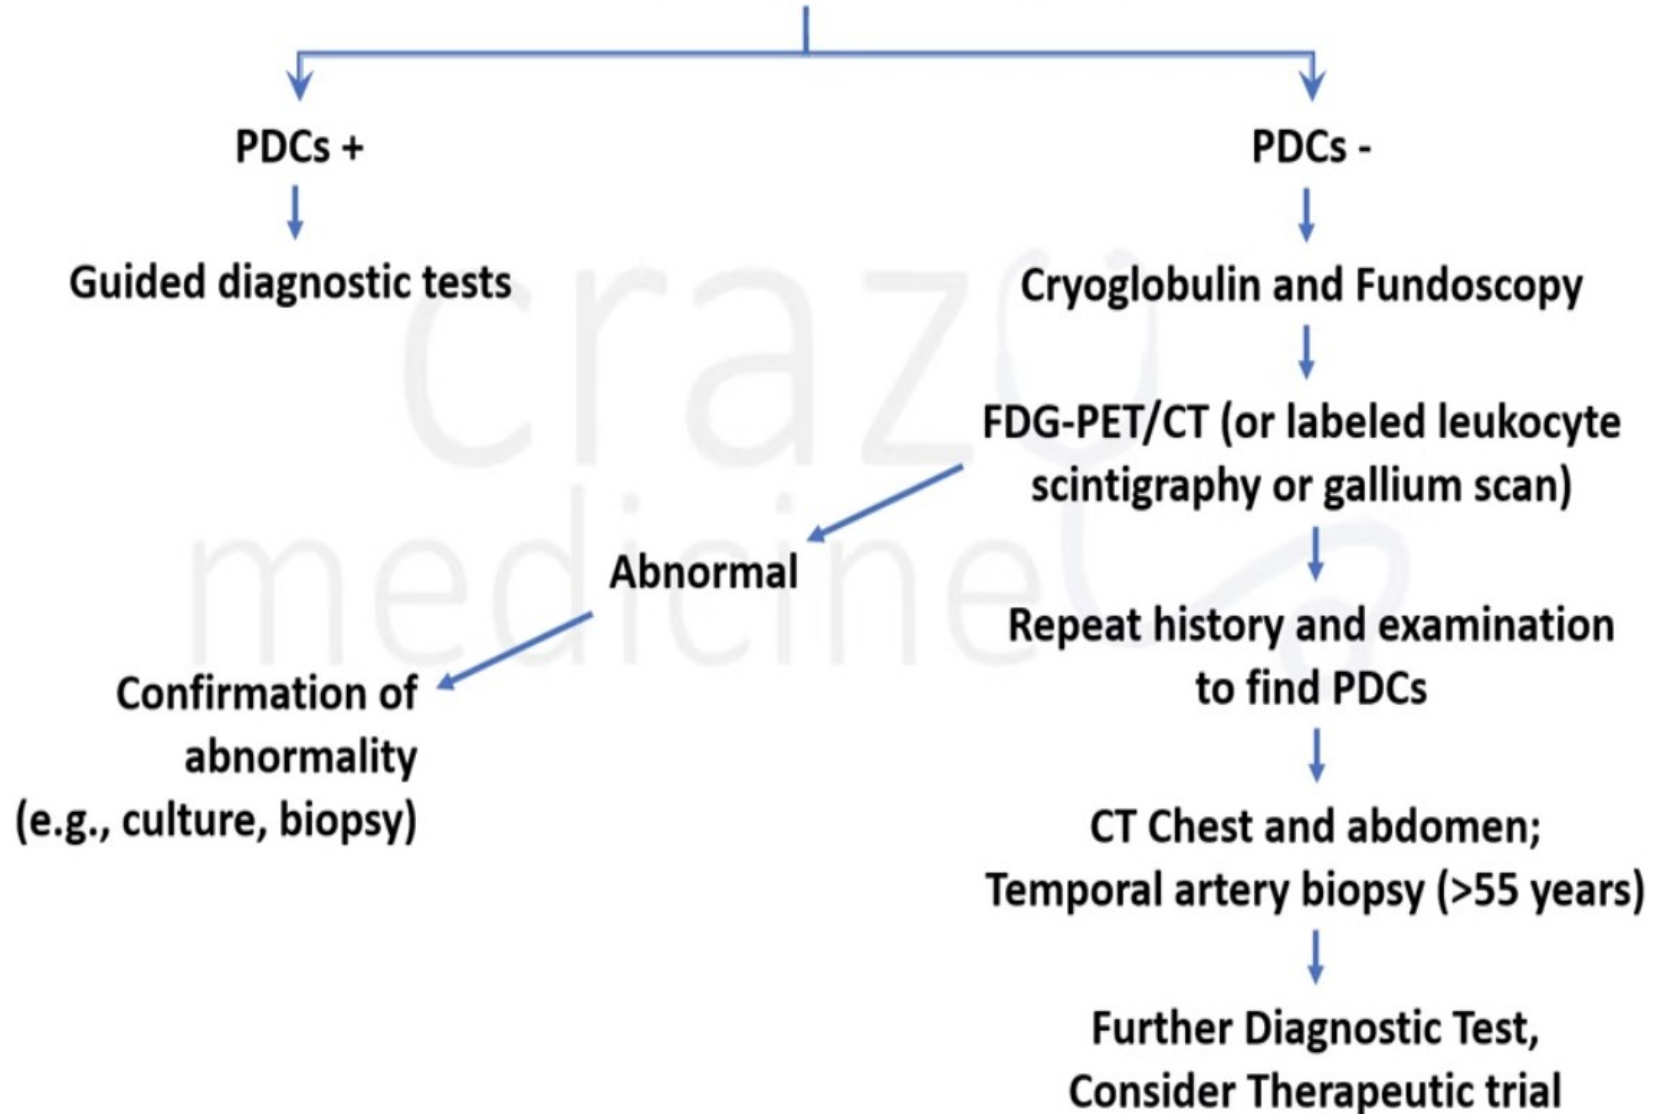 PDCs +
PDCs -
Guided diagnostic tests
Cryoglobulin and Fundoscopy
FDG-PET/CT (or labeled leukocyte
scintigraphy or gallium scan)
Abnormal
Repeat history and examination
to find PDCs
Confirmation of
abnormality
(e.g., culture, biopsy)
CT Chest and abdomen;
Temporal artery biopsy (>55 years)
Further Diagnostic Test,
Consider Therapeutic trial
crazy
medicine